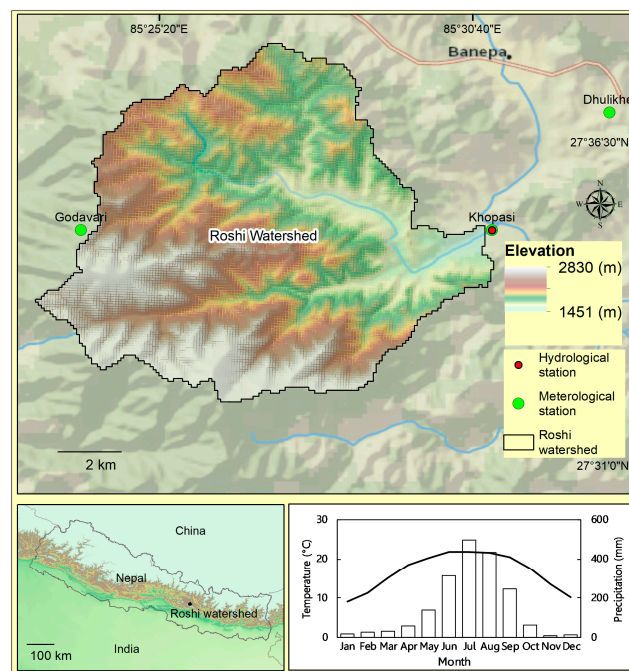 85°25'20"E
85°30'40"E
Banepa
Dhulikhe
27°36'30"N
N
W
E
S
Godavari
Khopasi
Roshi Watershed
Elevation
2830 (m)
1451 (m)
Hydrological
station
Meterological
station
Roshi
watershed
2 km
27°31'0"N
China
Nepal
Roshi watershed
India
100 km
30
20
10
0
Temperature (°C)
600
400
200
0
Precipitation (mm)
Jan Feb Mar Apr May Jun Jul Aug Sep Oct Nov Dec
Month